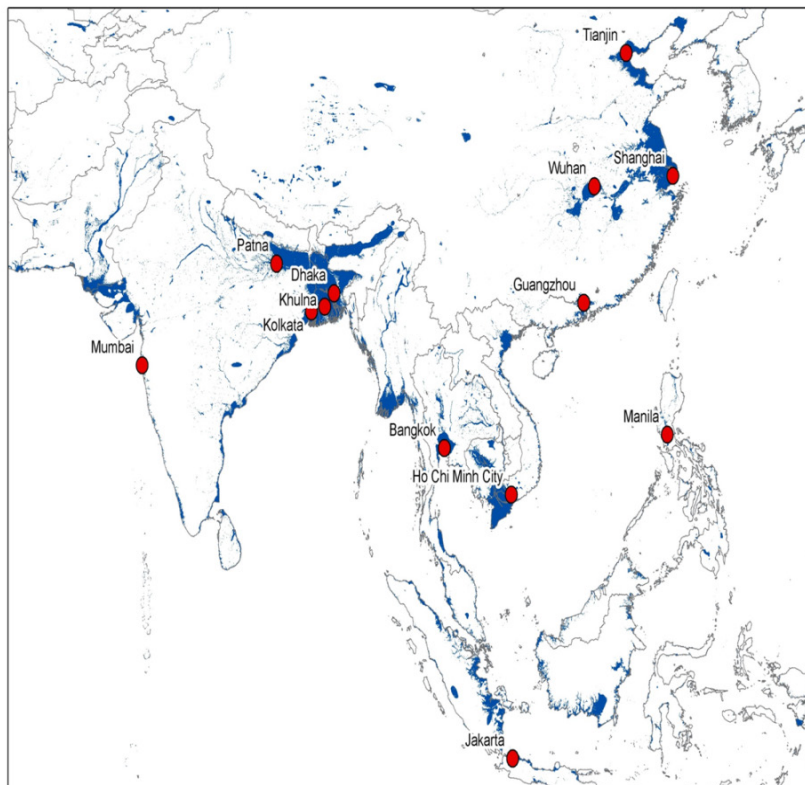 Tianjin
Wuhan
Shanghai
Patna
Dhaka
Khulna
Kolkata
Guangzhou
Mumbai
Manila
Bangkok
Ho Chi Minh City
Jakarta